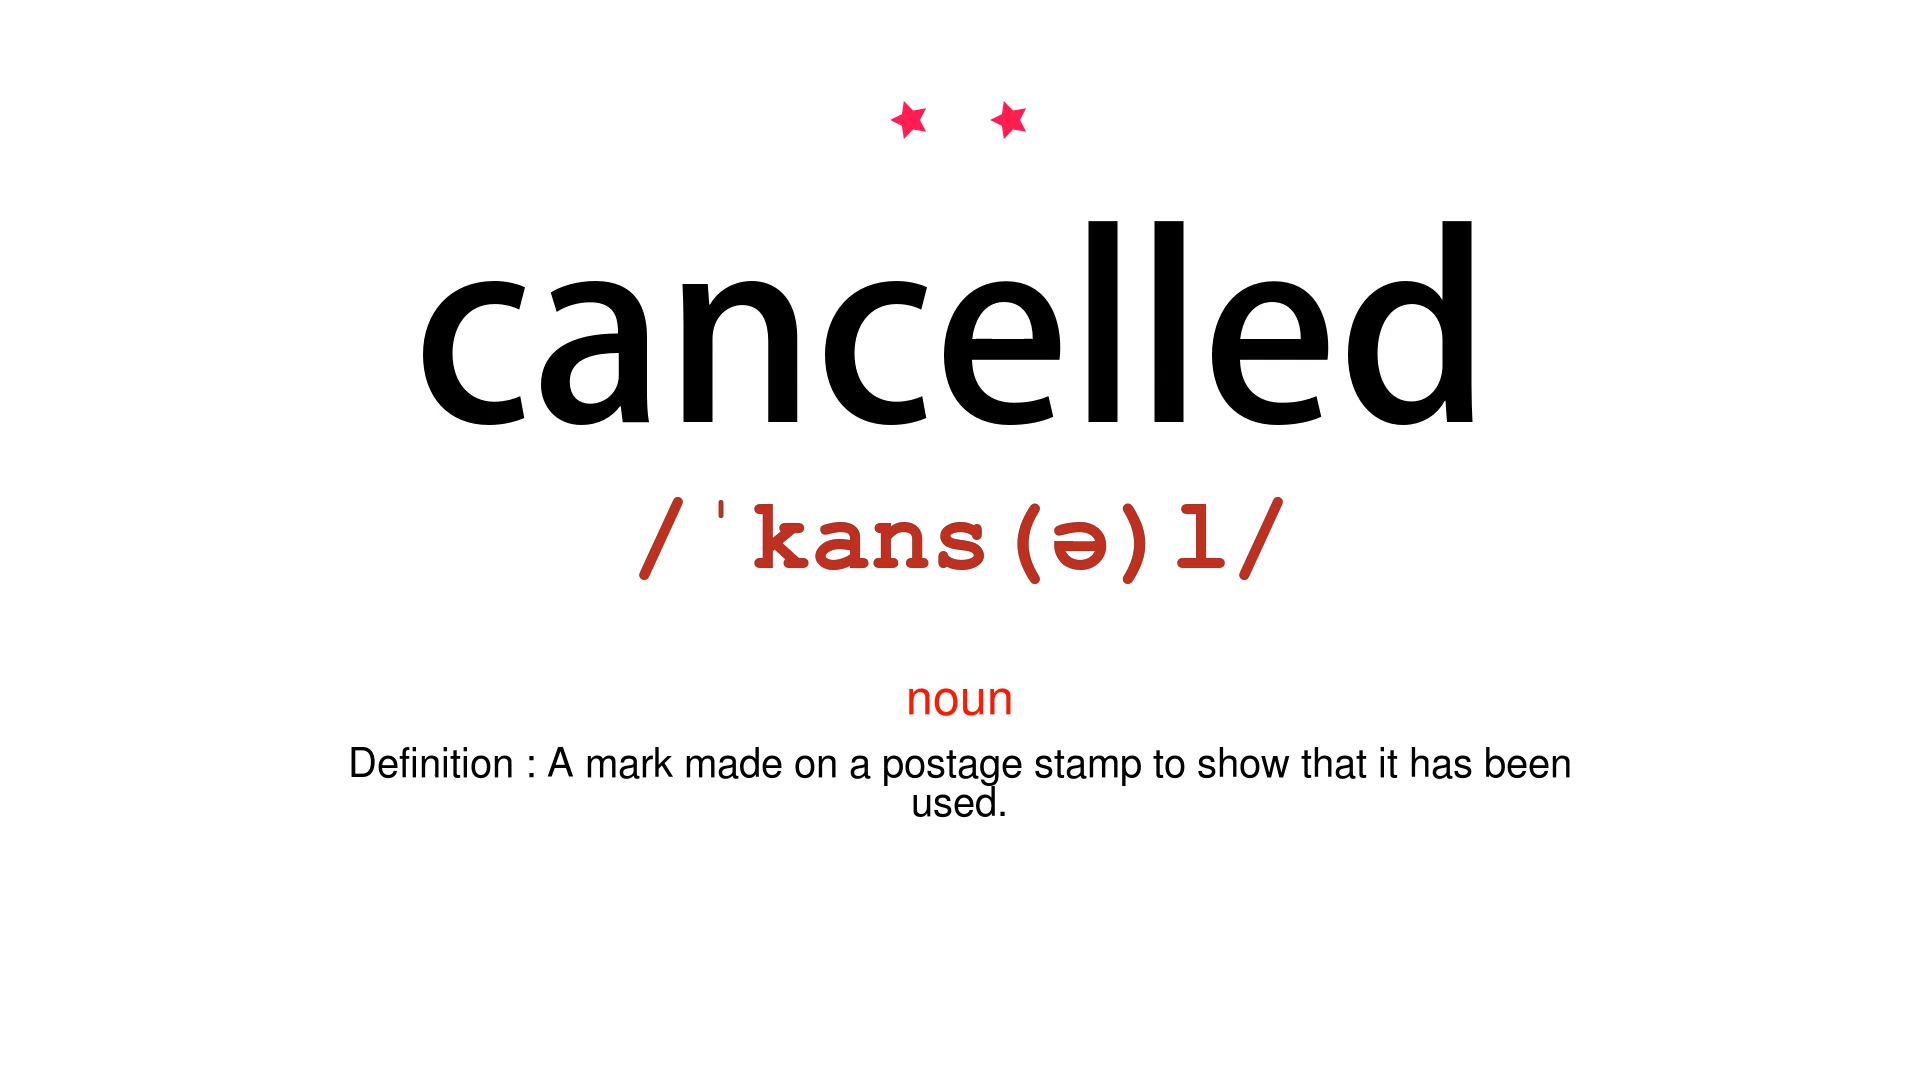 cancelled
/ˈkans(ə)l/
noun
Definition : A mark made on a postage stamp to show that it has been
used.